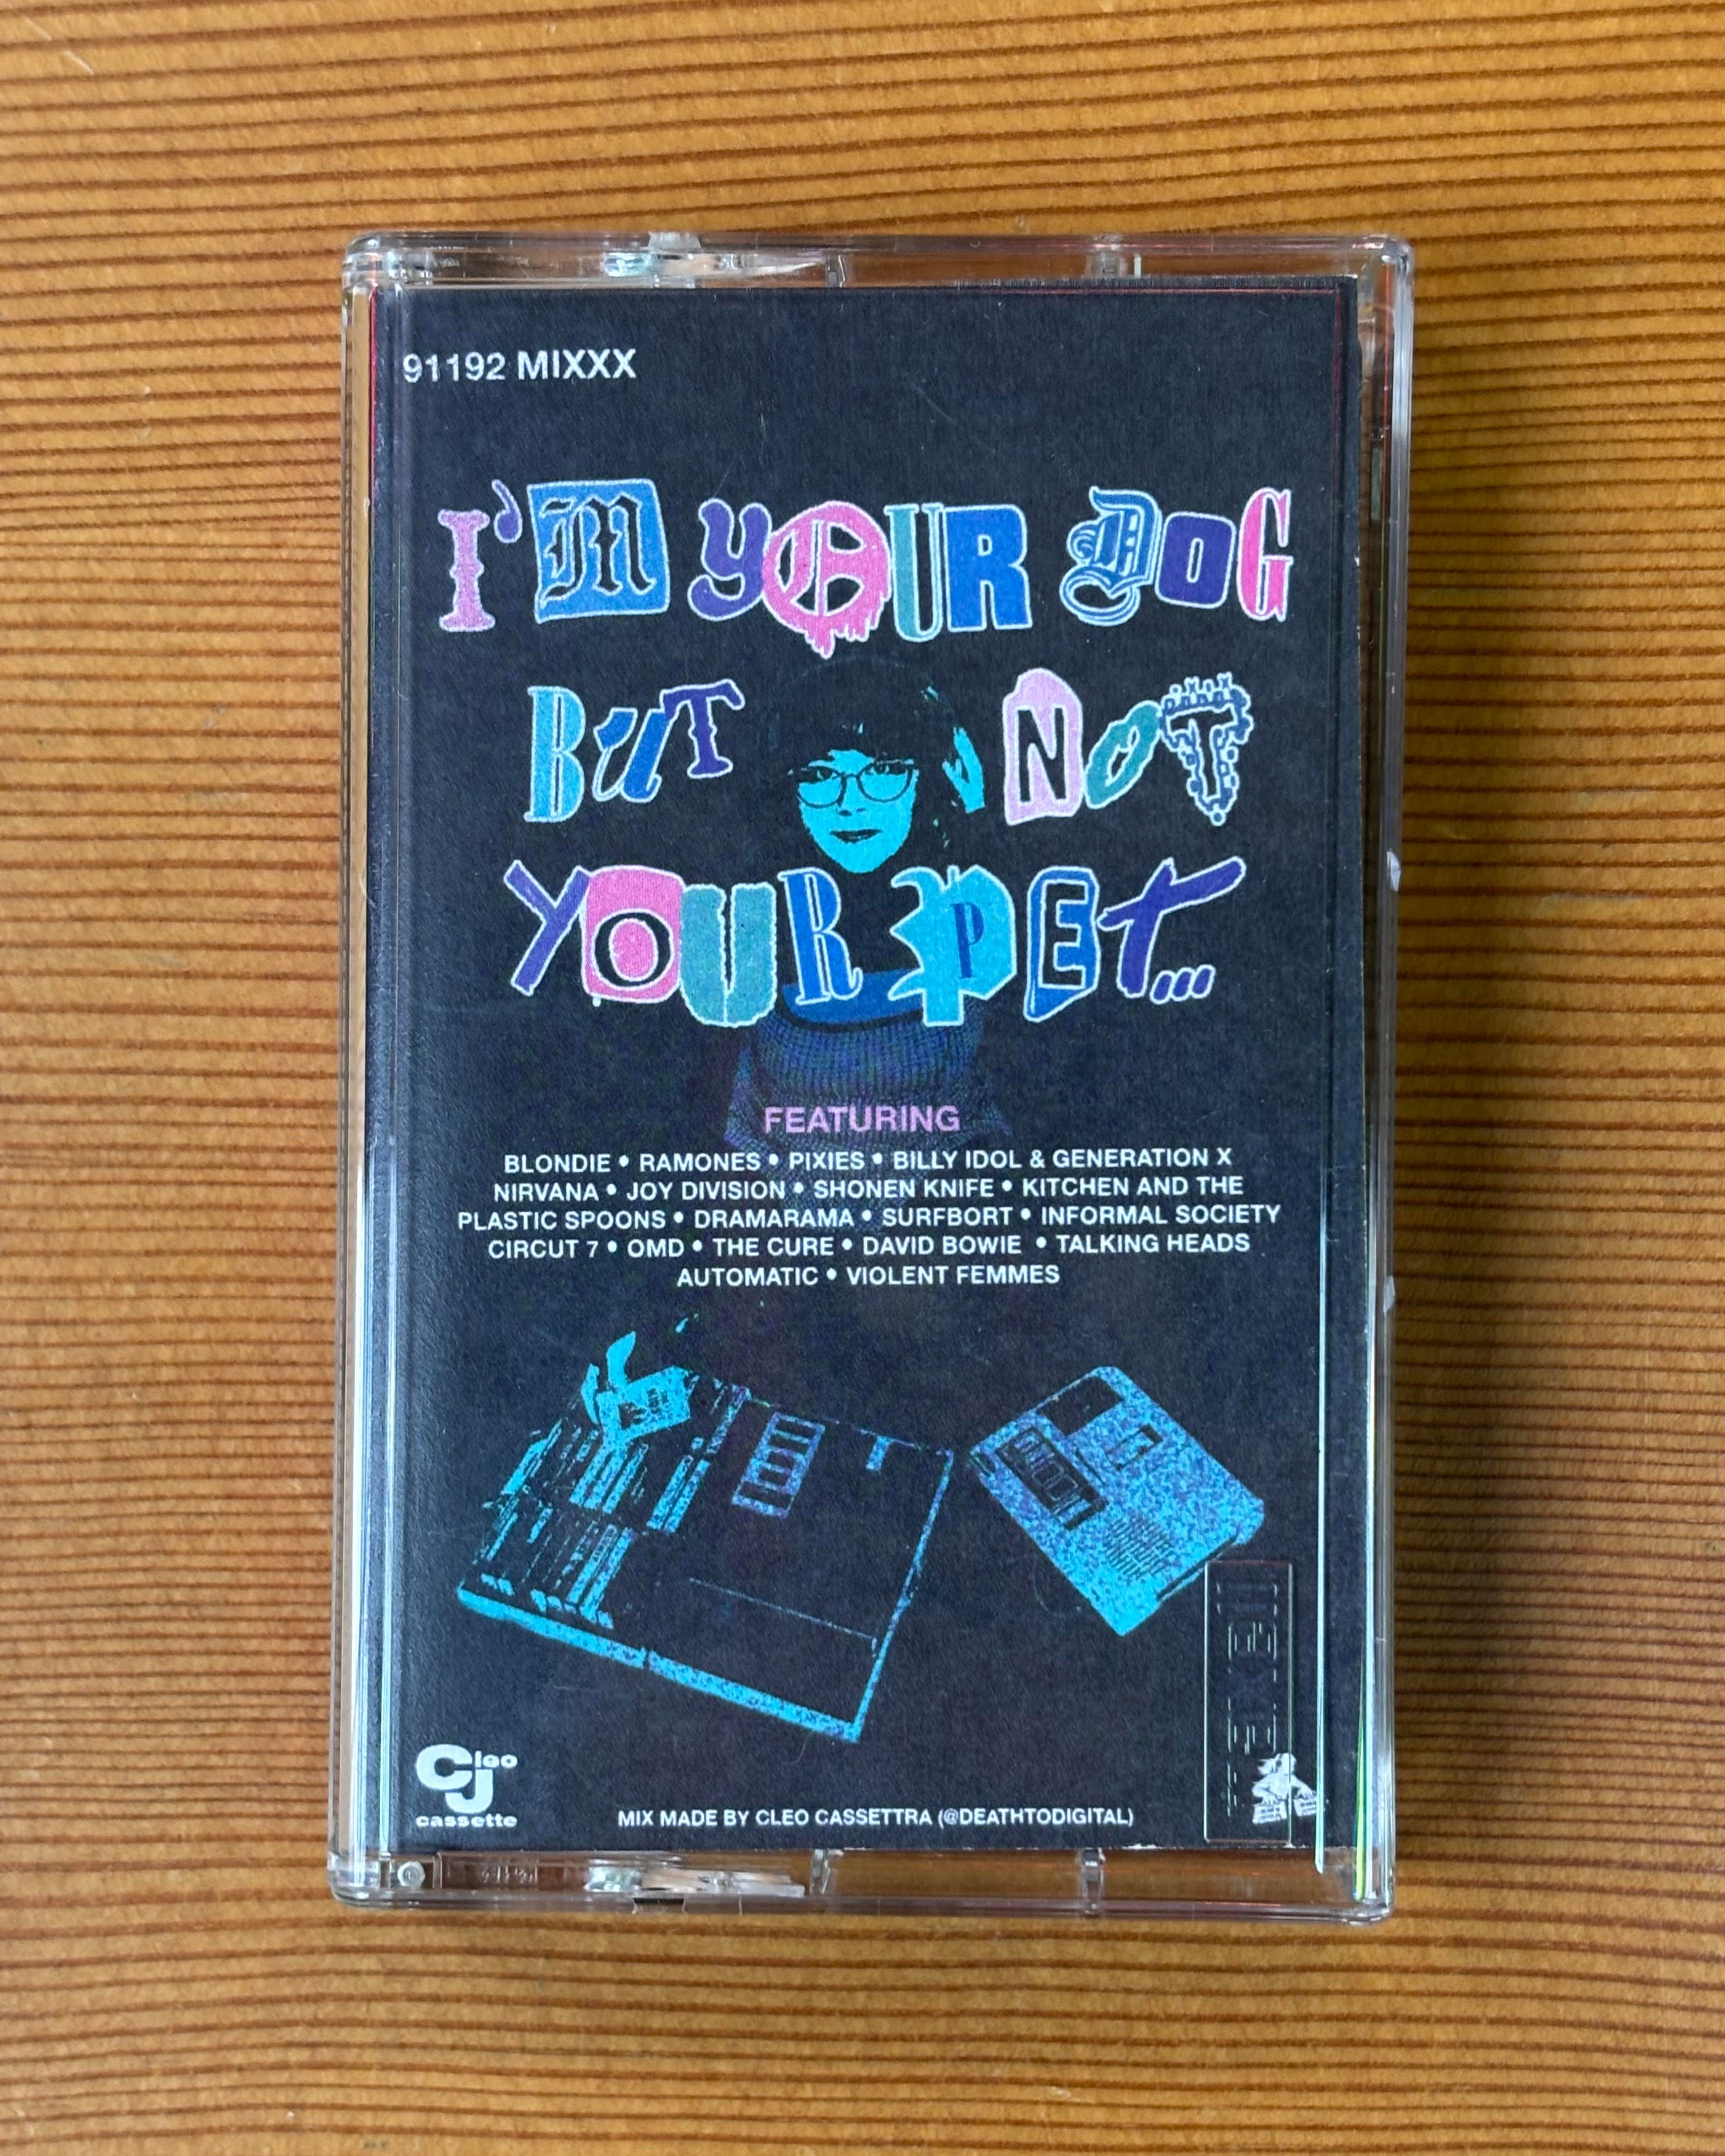 91192 MIXXX
I'M YOUR DOG
BUT NOT
YOUR PET...
FEATURING
BLONDIE • RAMONES • PIXIES • BILLY IDOL & GENERATION X
NIRVANA • JOY DIVISION • SHONEN KNIFE • KITCHEN AND THE
PLASTIC SPOONS • DRAMARAMA • SURFBORT • INFORMAL SOCIETY
CIRCUT 7 • OMD • THE CURE • DAVID BOWIE • TALKING HEADS
AUTOMATIC • VIOLENT FEMMES
Cleo
cassette
MIX MADE BY CLEO CASSETTRA (@DEATHTODIGITAL)